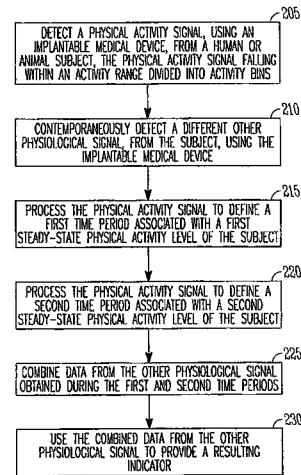 205
DETECT A PHYSICAL ACTIVITY SIGNAL, USING AN
IMPLANTABLE MEDICAL DEVICE, FROM A HUMAN OR
ANIMAL SUBJECT, THE PHYSICAL ACTIVITY SIGNAL FALLING
WITHIN AN ACTIVITY RANGE DIVIDED INTO ACTIVITY BINS
210
CONTEMPORANEOUSLY DETECT A DIFFERENT OTHER
PHYSIOLOGICAL SIGNAL, FROM THE SUBJECT, USING THE
IMPLANTABLE MEDICAL DEVICE
215
PROCESS THE PHYSICAL ACTIVITY SIGNAL TO DEFINE A
FIRST TIME PERIOD ASSOCIATED WITH A FIRST
STEADY-STATE PHYSICAL ACTIVITY LEVEL OF THE SUBJECT
220
PROCESS THE PHYSICAL ACTIVITY SIGNAL TO DEFINE A
SECOND TIME PERIOD ASSOCIATED WITH A SECOND
STEADY-STATE PHYSICAL ACTIVITY LEVEL OF THE SUBJECT
225
COMBINE DATA FROM THE OTHER PHYSIOLOGICAL SIGNAL
OBTAINED DURING THE FIRST AND SECOND TIME PERIODS
230
USE THE COMBINED DATA FROM THE OTHER
PHYSIOLOGICAL SIGNAL TO PROVIDE A RESULTING
INDICATOR